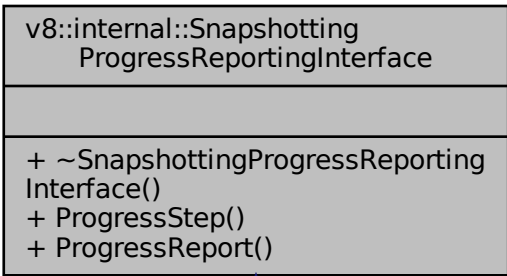 v8::internal::Snapshotting
ProgressReportingInterface
+ ~SnapshottingProgressReporting
Interface()
+ ProgressStep()
+ ProgressReport()